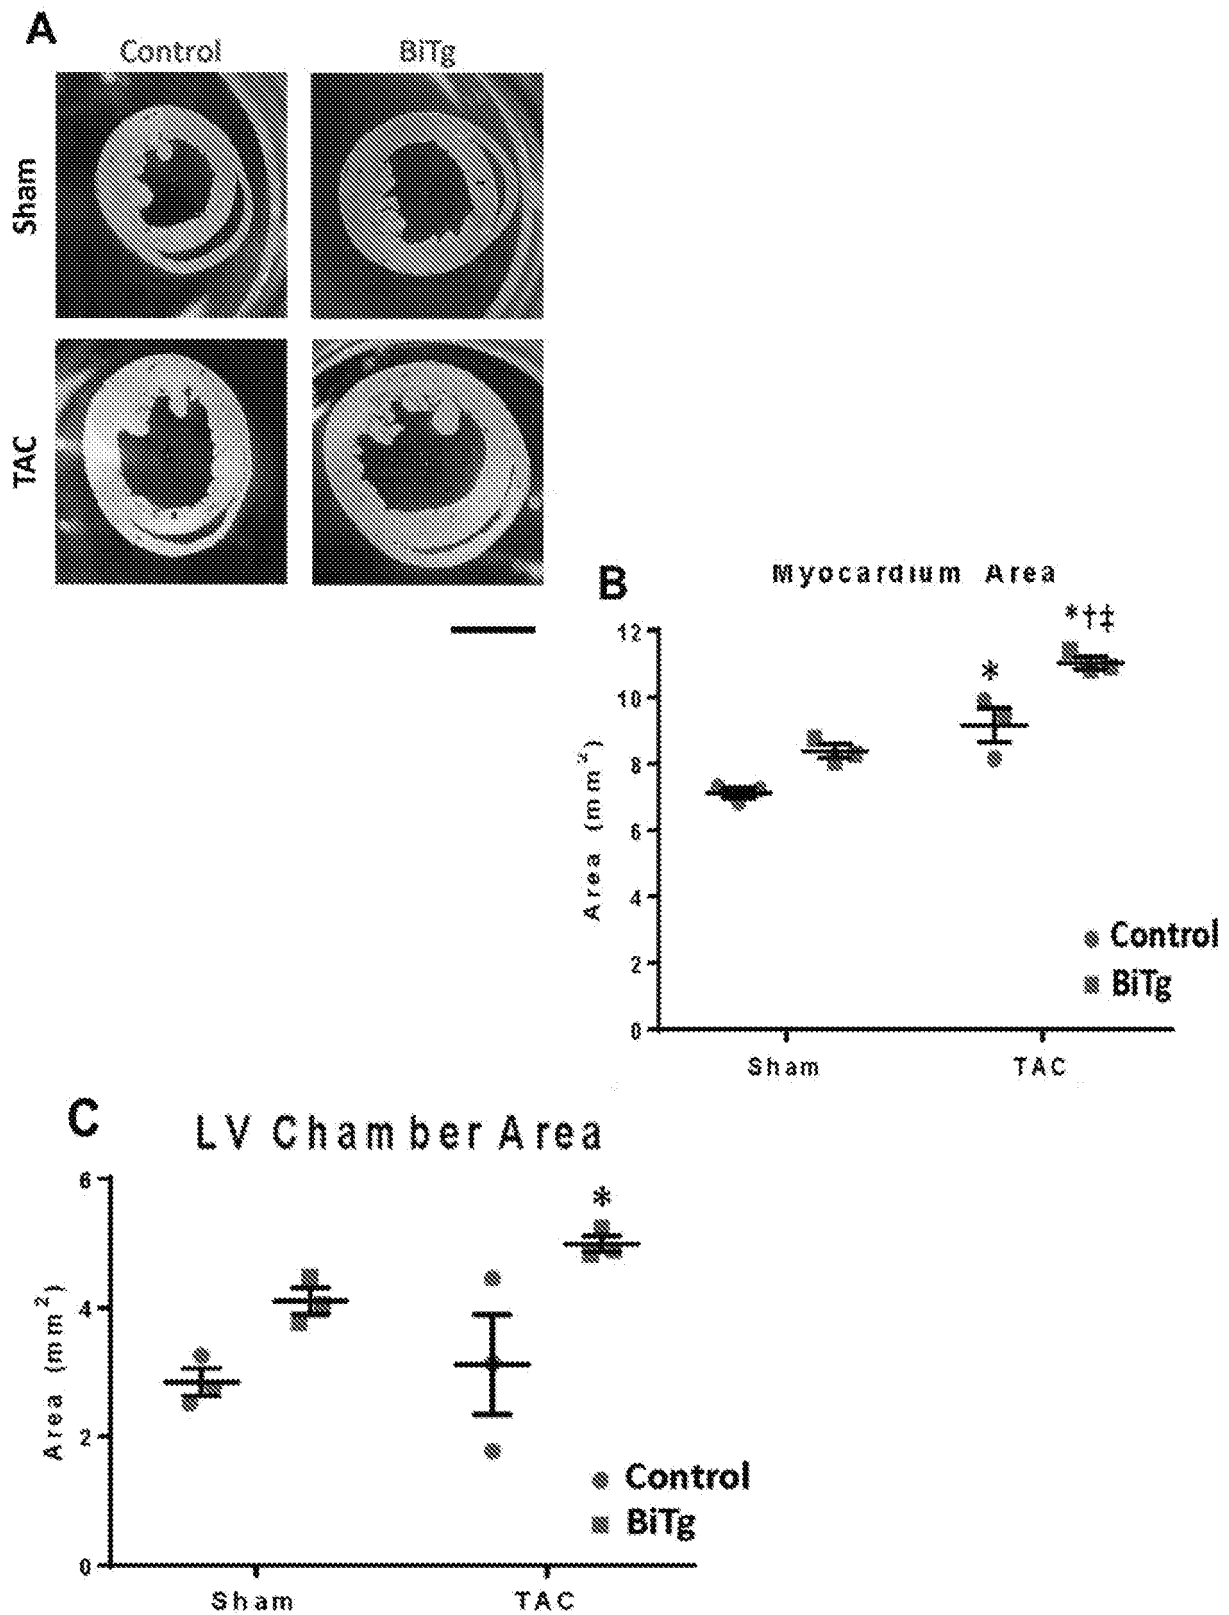 A
Control BiTg
Sham
TAC
B
Myocardium Area
*†‡
*
12
10
8
6
4
2
0
Area (mm²)
Control
BiTg
Sham TAC
C
LV Chamber Area
*
6
4
2
0
Area (mm²)
Control
BiTg
Sham TAC